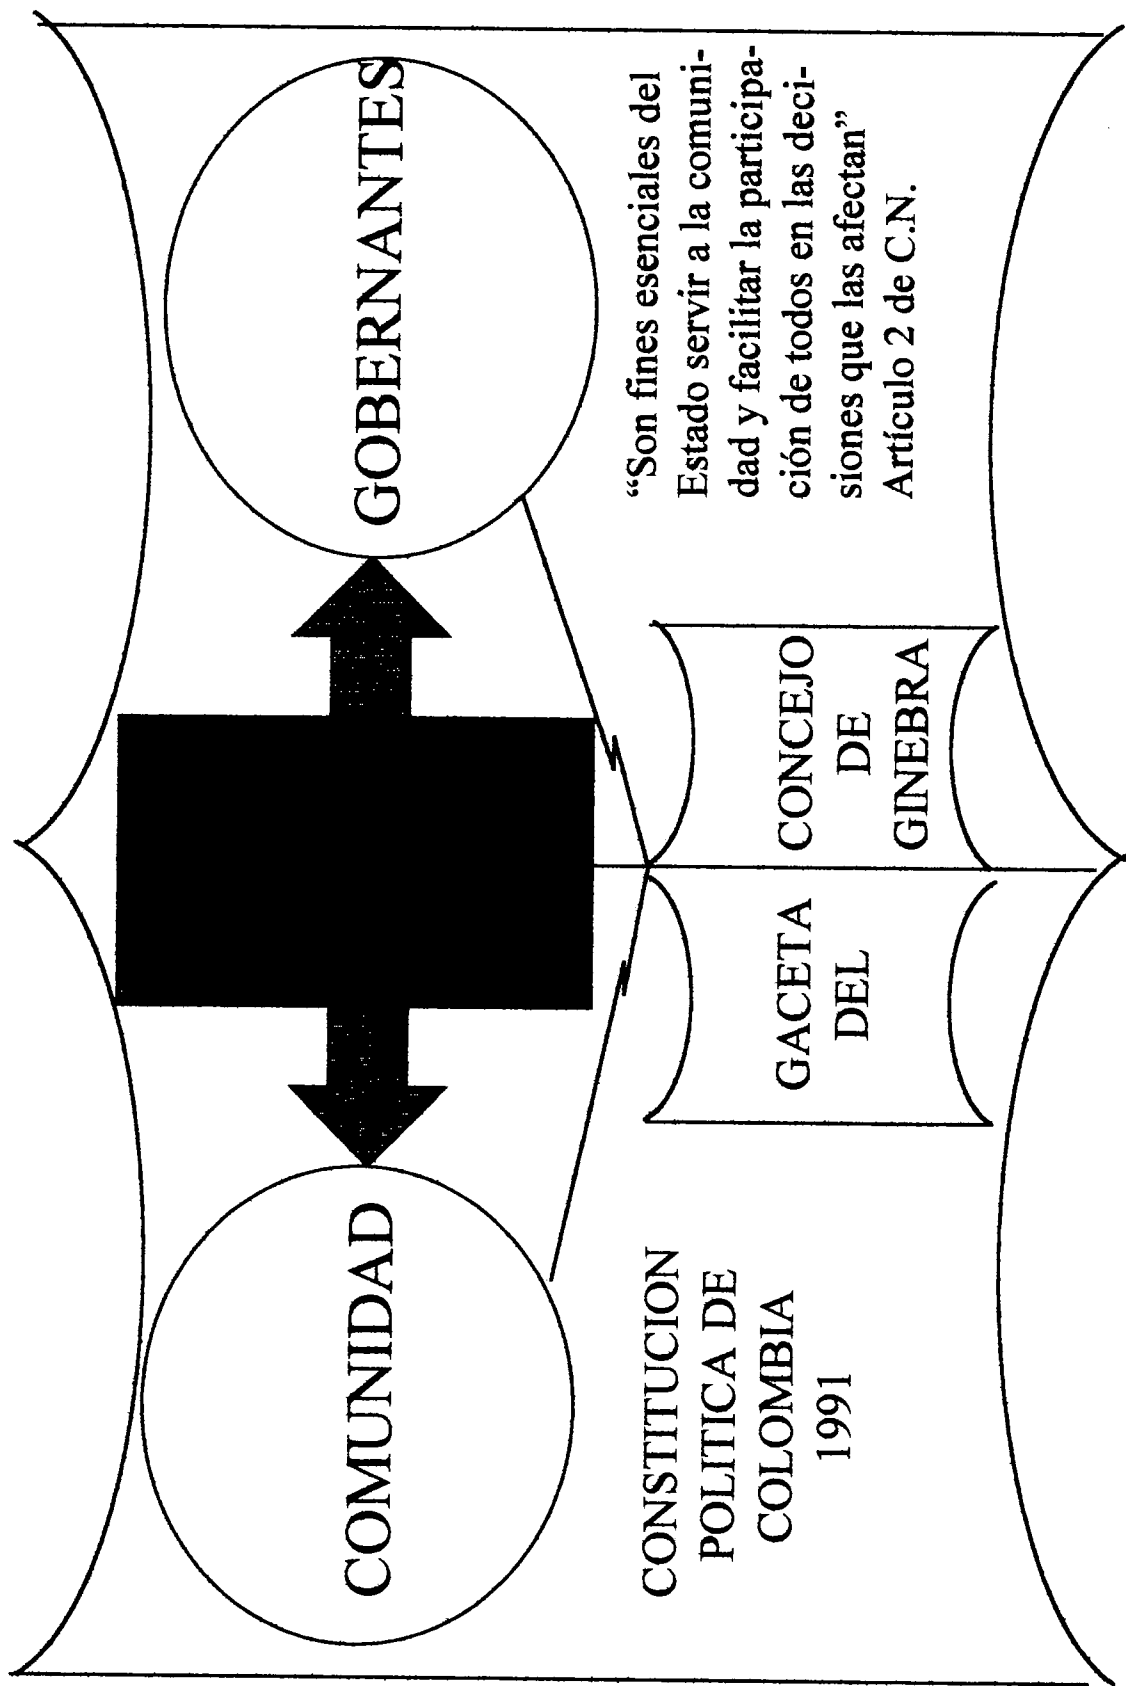 COMUNIDAD
GOBERNANTES
CONSTITUCION
POLITICA DE
COLOMBIA
1991
GACETA
DEL
CONCEJO
DE
GINEBRA
“Son fines esenciales del
Estado servir a la comuni-
dad y facilitar la participa-
ción de todos en las deci-
siones que las afectan”
Artículo 2 de C.N.